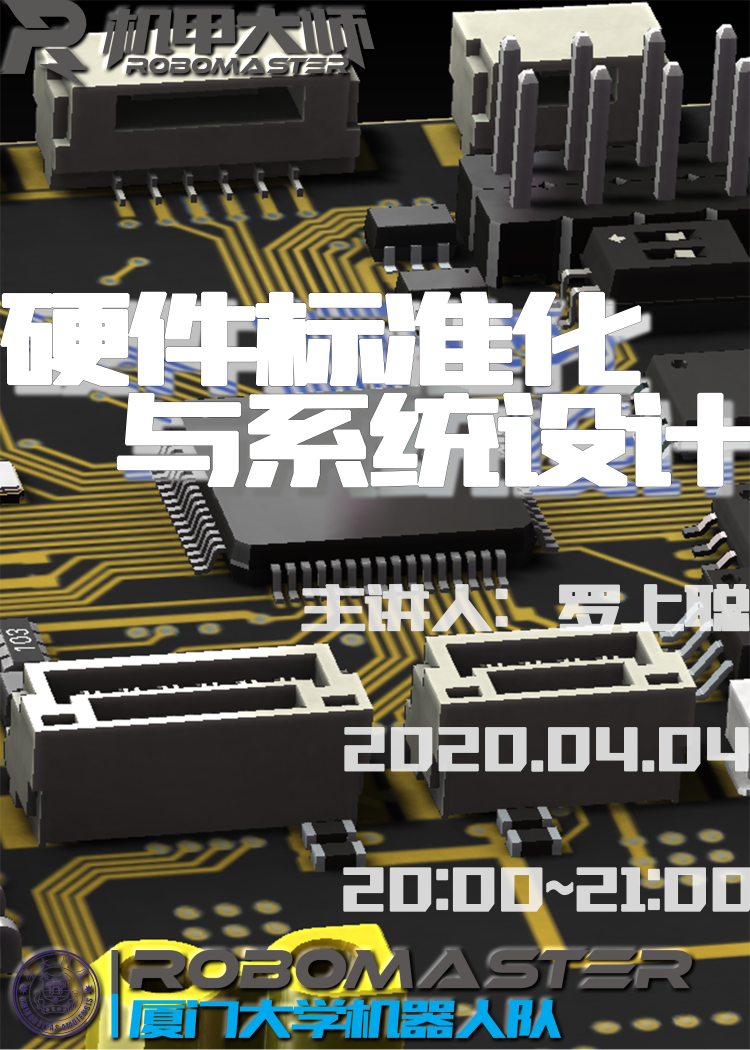 机甲大师
ROBOMASTER
硬件标准化
与系统设计
主讲人：罗上聪
103
2020.04.04
20:00~21:00
ROBOMASTER
厦门大学机器人队